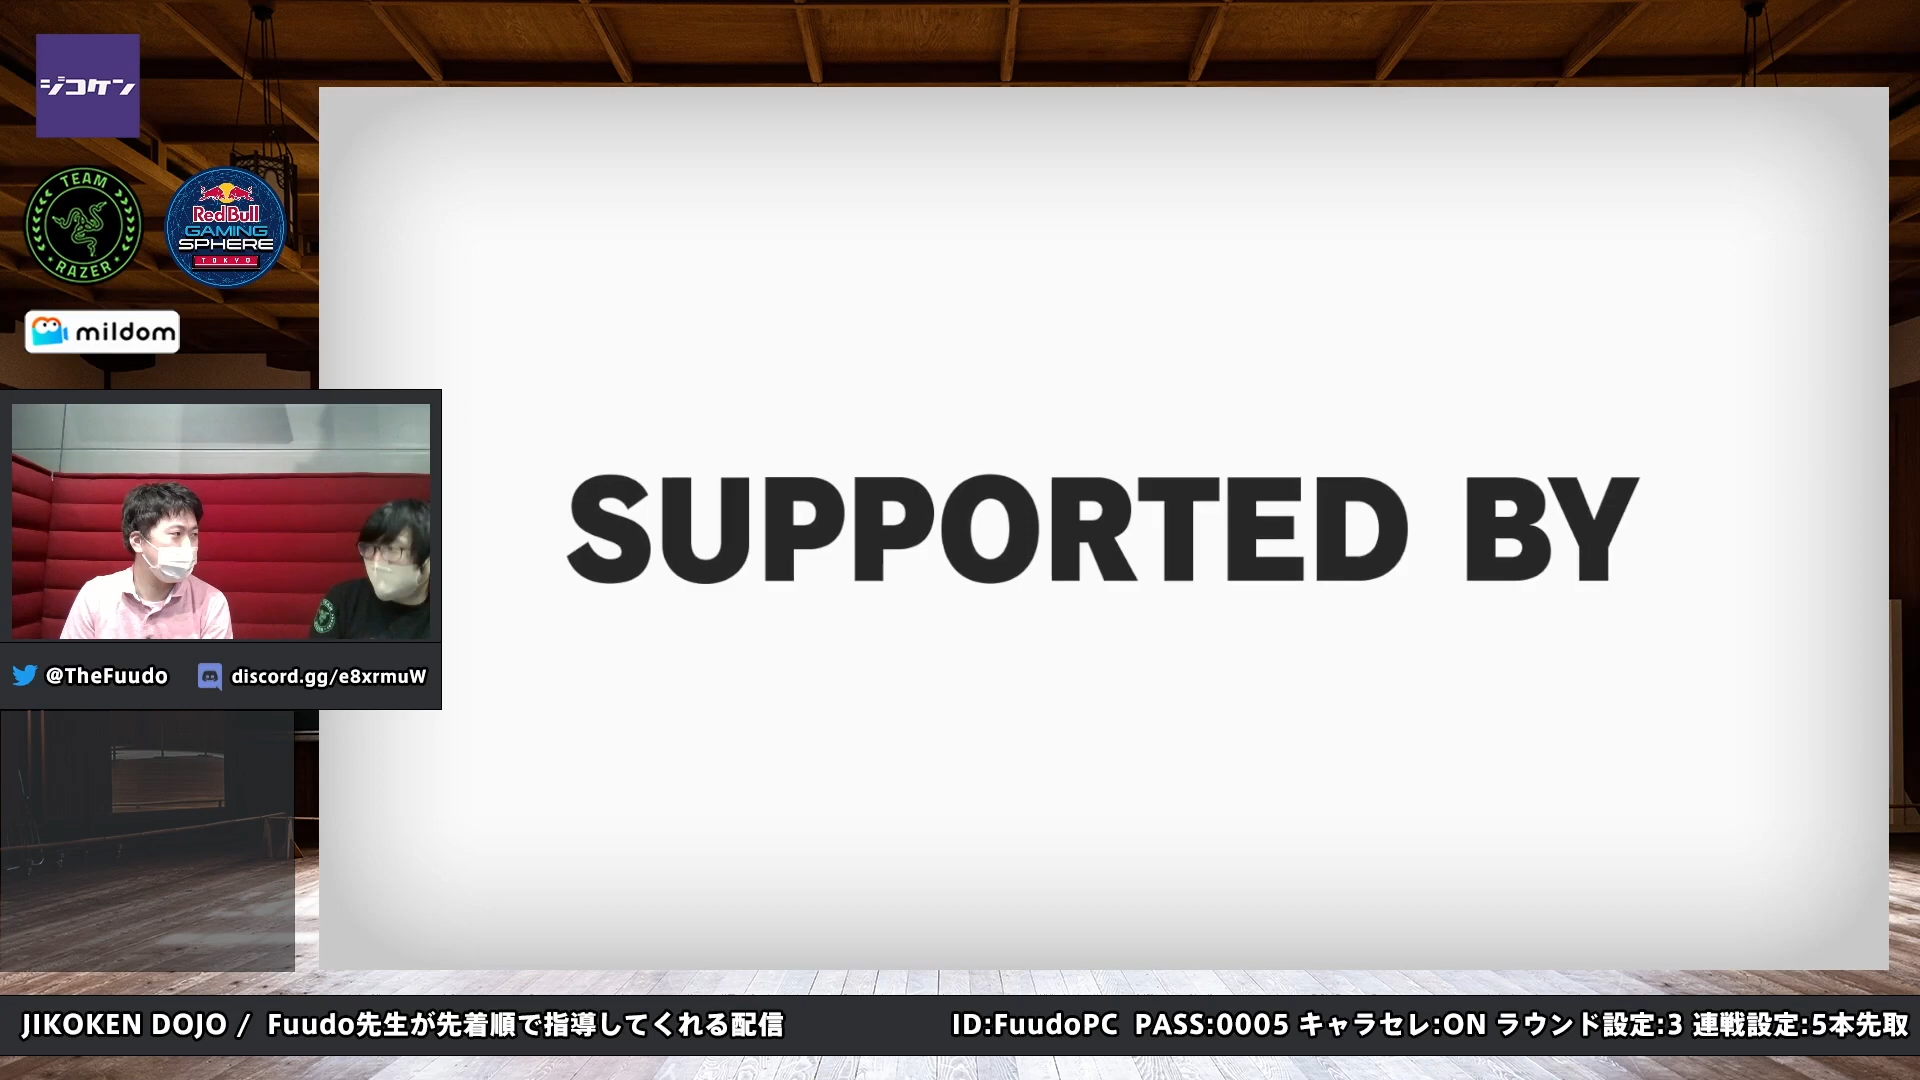 ジコケン
TEAM
RAZER
RedBull
GAMING
SPHERE
TOKYO
mildom
SUPPORTED BY
@TheFuudo
discord.gg/e8xrmuW
JIKOKEN DOJO / Fuudo先生が先着順で指導してくれる配信
ID:FuudoPC PASS:0005 キャラセレ:ON ラウンド設定:3 連戦設定:5本先取